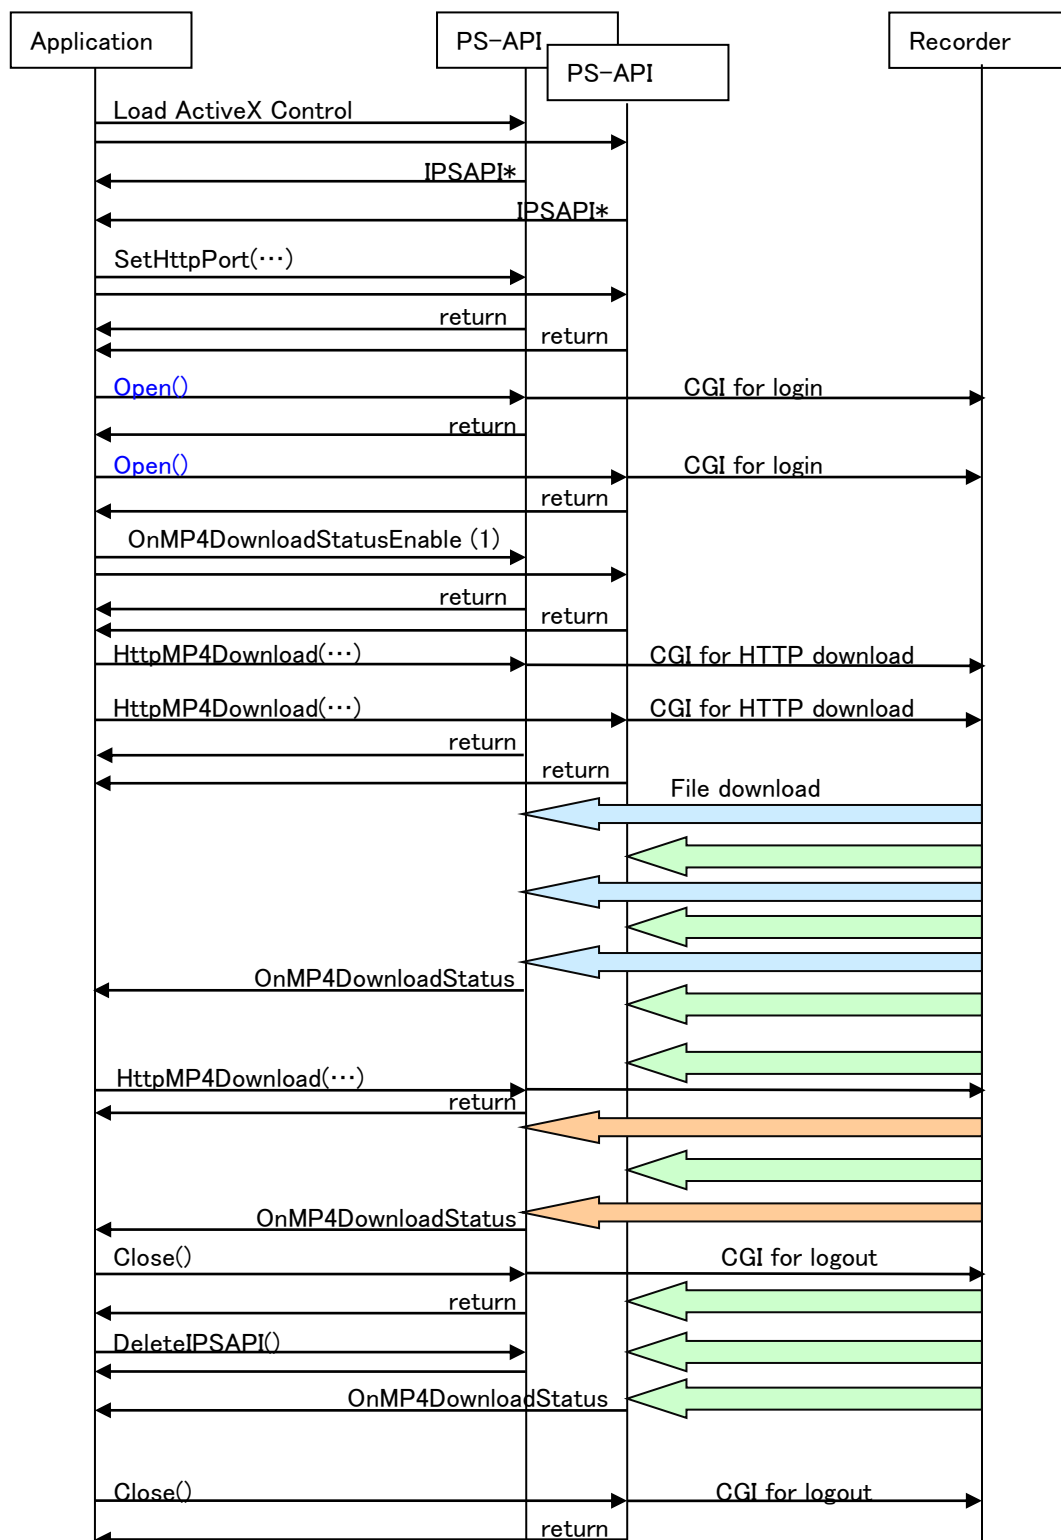 Application
PS-API
PS-API
Recorder
Load ActiveX Control
IPSAPI*
IPSAPI*
SetHttpPort(…)
return
return
Open() CGI for login
return
Open() CGI for login
return
OnMP4DownloadStatusEnable (1)
return
return
HttpMP4Download(…) CGI for HTTP download
HttpMP4Download(…) CGI for HTTP download
return
return
File download
OnMP4DownloadStatus
HttpMP4Download(…)
return
OnMP4DownloadStatus
Close() CGI for logout
return
DeleteIPSAPI()
OnMP4DownloadStatus
Close() CGI for logout
return